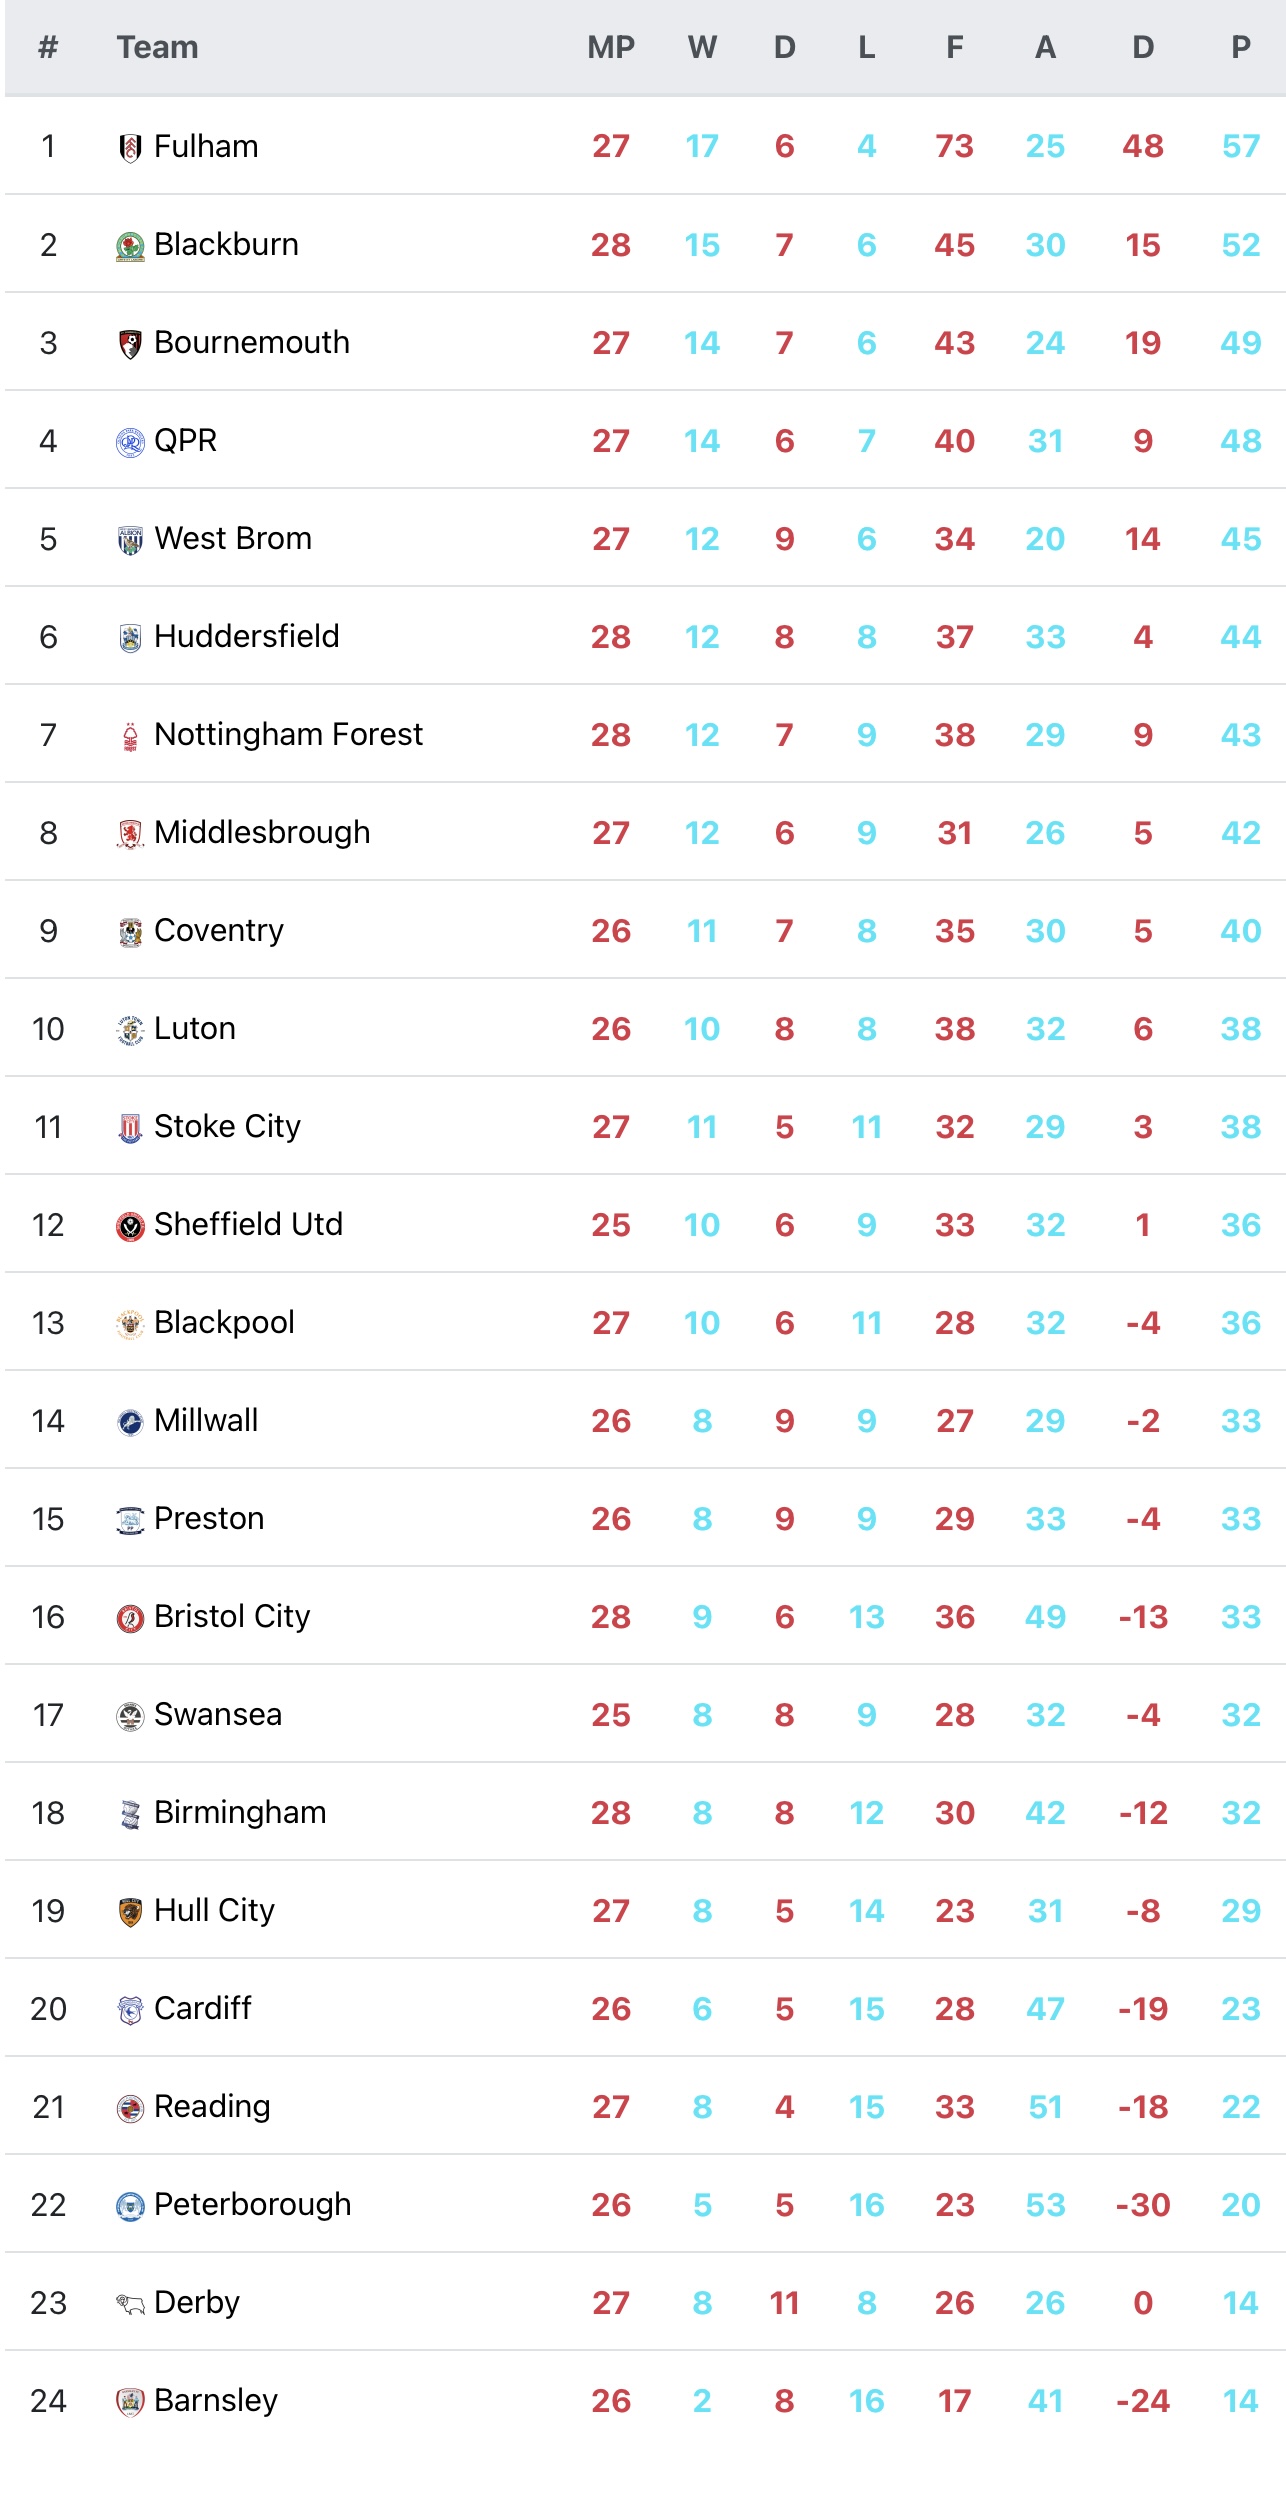 # Team MP W D L F A D P
1 Fulham 27 17 6 4 73 25 48 57
2 Blackburn 28 15 7 6 45 30 15 52
3 Bournemouth 27 14 7 6 43 24 19 49
4 QPR 27 14 6 7 40 31 9 48
5 West Brom 27 12 9 6 34 20 14 45
6 Huddersfield 28 12 8 8 37 33 4 44
7 Nottingham Forest 28 12 7 9 38 29 9 43
8 Middlesbrough 27 12 6 9 31 26 5 42
9 Coventry 26 11 7 8 35 30 5 40
10 Luton 26 10 8 8 38 32 6 38
11 Stoke City 27 11 5 11 32 29 3 38
12 Sheffield Utd 25 10 6 9 33 32 1 36
13 Blackpool 27 10 6 11 28 32 -4 36
14 Millwall 26 8 9 9 27 29 -2 33
15 Preston 26 8 9 9 29 33 -4 33
16 Bristol City 28 9 6 13 36 49 -13 33
17 Swansea 25 8 8 9 28 32 -4 32
18 Birmingham 28 8 8 12 30 42 -12 32
19 Hull City 27 8 5 14 23 31 -8 29
20 Cardiff 26 6 5 15 28 47 -19 23
21 Reading 27 8 4 15 33 51 -18 22
22 Peterborough 26 5 5 16 23 53 -30 20
23 Derby 27 8 11 8 26 26 0 14
24 Barnsley 26 2 8 16 17 41 -24 14